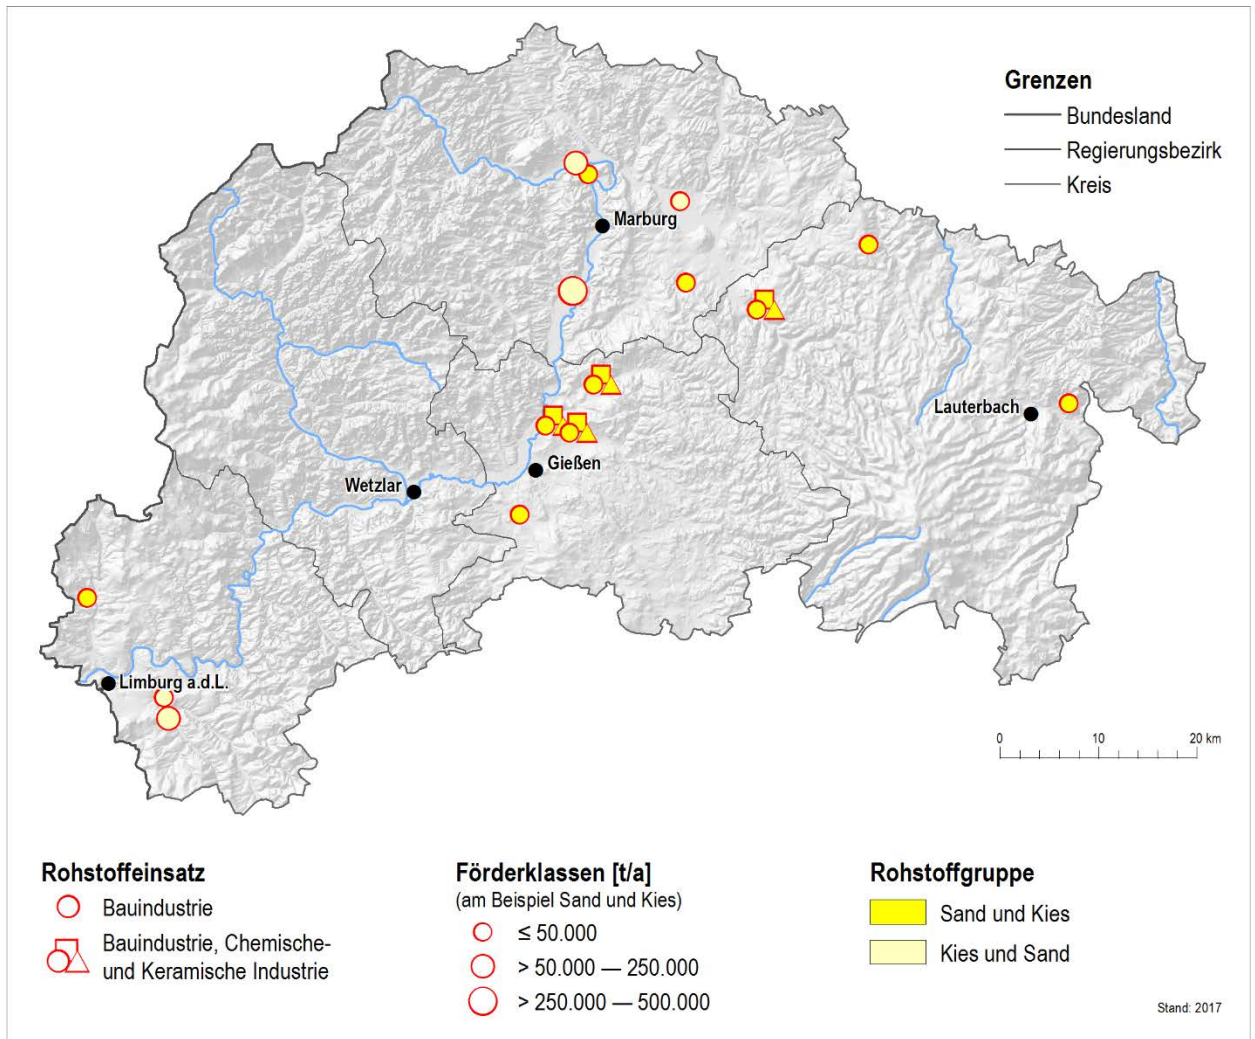 Grenzen
Bundesland
Regierungsbezirk
Kreis
Marburg
Lauterbach
Gießen
Wetzlar
Limburg a.d.L.
0 10 20 km
Rohstoffeinsatz
Bauindustrie
Bauindustrie, Chemische-
und Keramische Industrie
Förderklassen [t/a]
(am Beispiel Sand und Kies)
≤ 50.000
> 50.000 — 250.000
> 250.000 — 500.000
Rohstoffgruppe
Sand und Kies
Kies und Sand
Stand: 2017